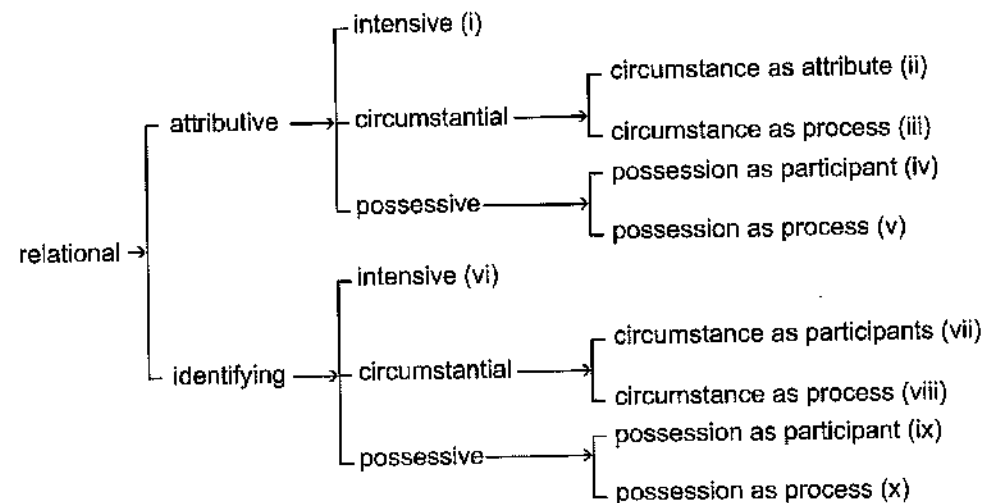 intensive (i)
circumstance as attribute (ii)
attributive
circumstantial
circumstance as process (iii)
possession as participant (iv)
possessive
possession as process (v)
relational
intensive (vi)
circumstance as participants (vii)
identifying
circumstantial
circumstance as process (viii)
possession as participant (ix)
possessive
possession as process (x)